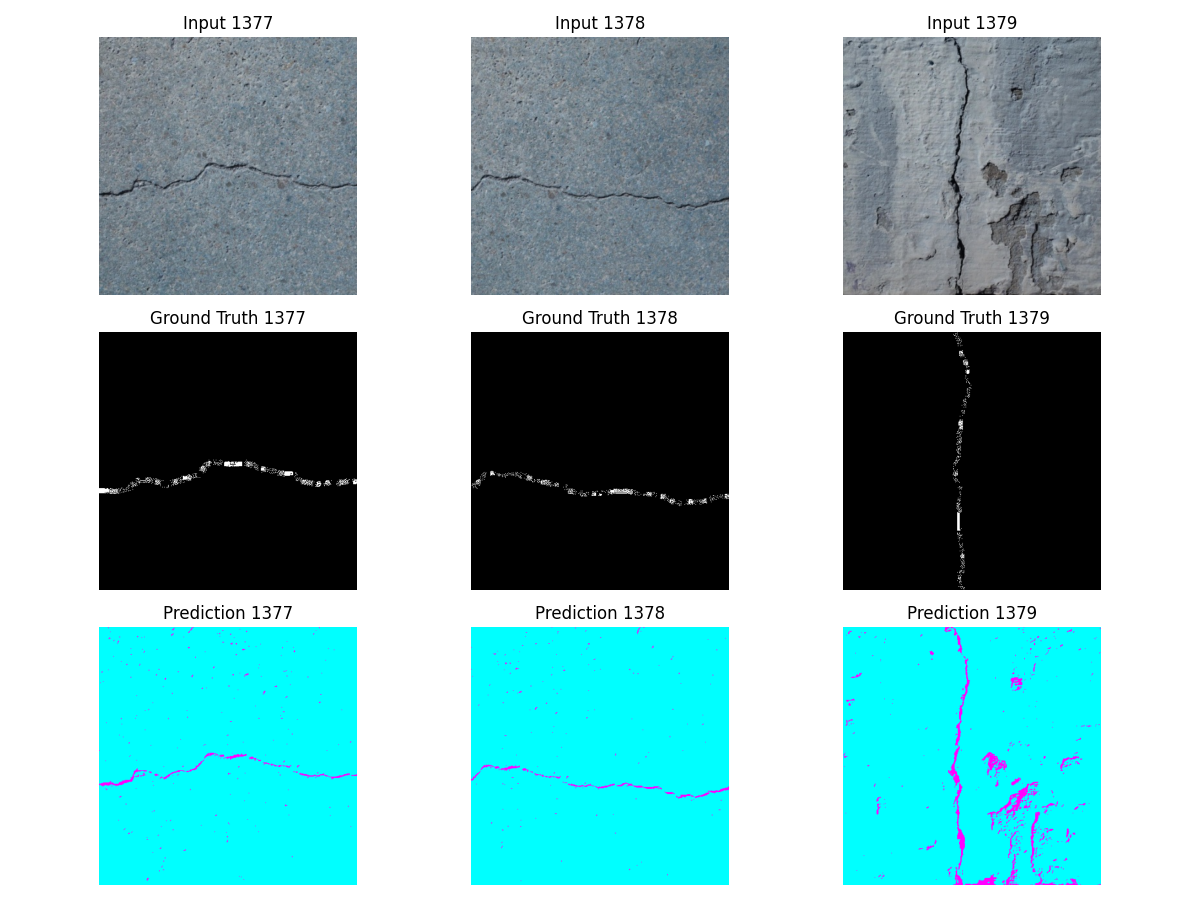 Input 1377
Input 1378
Input 1379
Ground Truth 1377
Ground Truth 1378
Ground Truth 1379
Prediction 1377
Prediction 1378
Prediction 1379